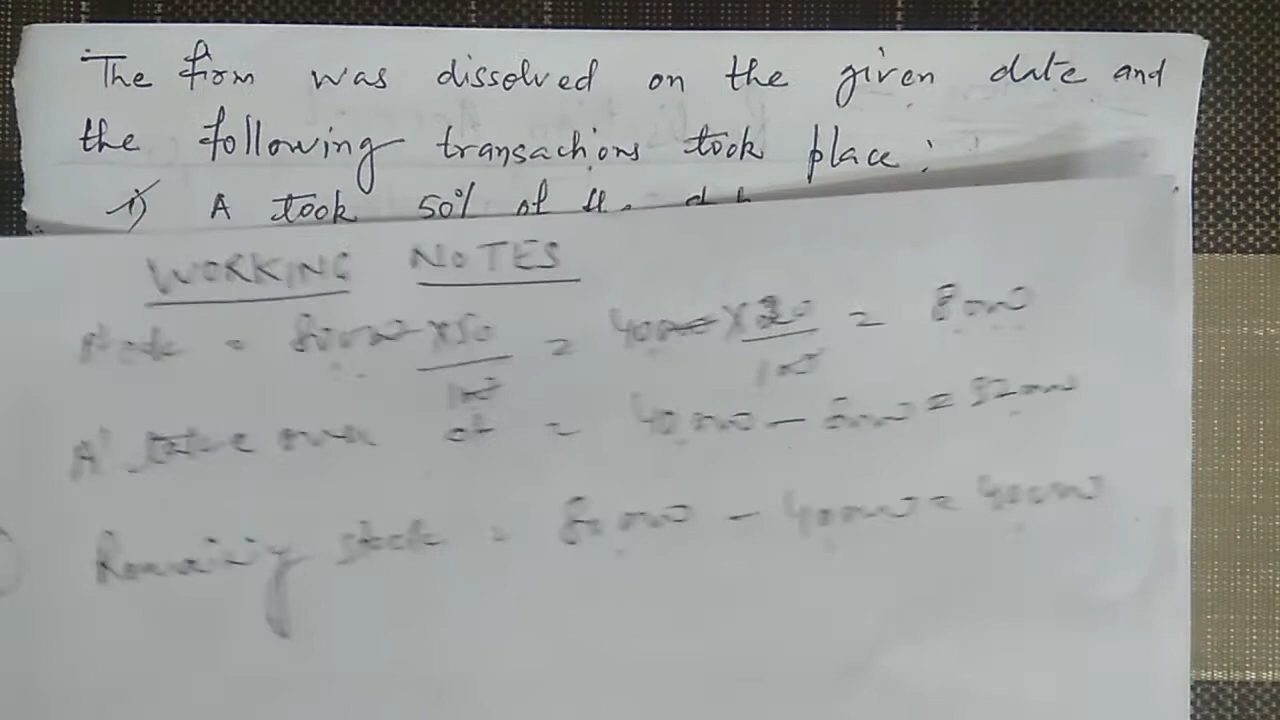 The firm was dissolved on the given date and
the following transactions took place :
i) A took 50% of the
WORKING NOTES
Stock = 80000 × 50 / 100 = 40000 × 20 / 100 = 8000
A take over at = 40000 – 8000 = 32000
Remaining stock = 80000 – 40000 = 40000